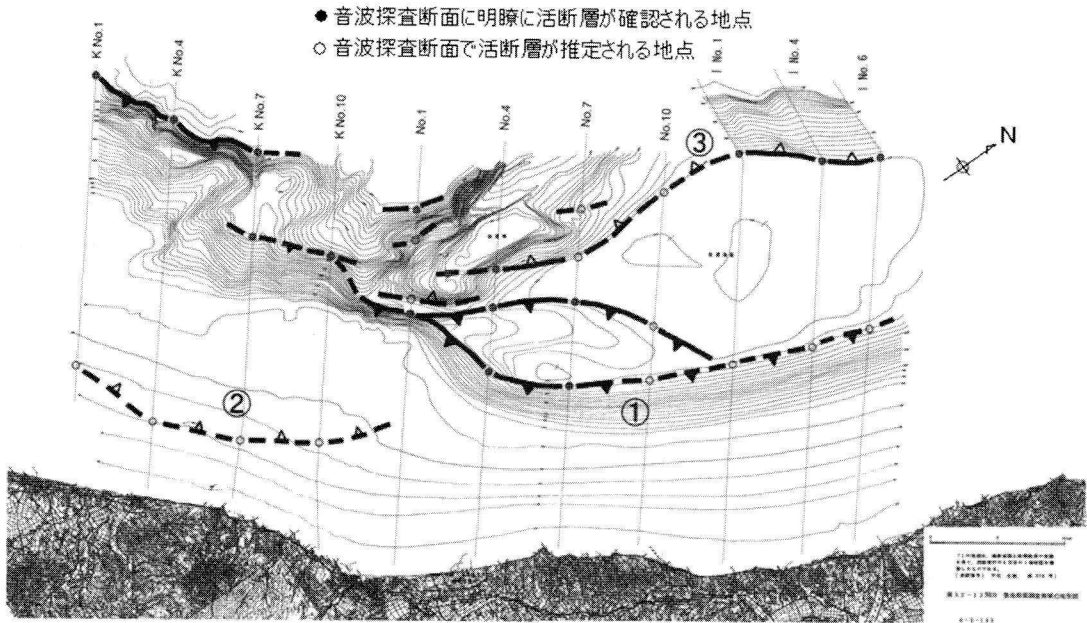 ● 音波探査断面に明瞭に活断層が確認される地点
○ 音波探査断面で活断層が推定される地点
K No.1
K No.4
K No.7
K No.10
No.1
No.4
No.7
No.10
I No.1
I No.4
I No.6
③
N
②
①